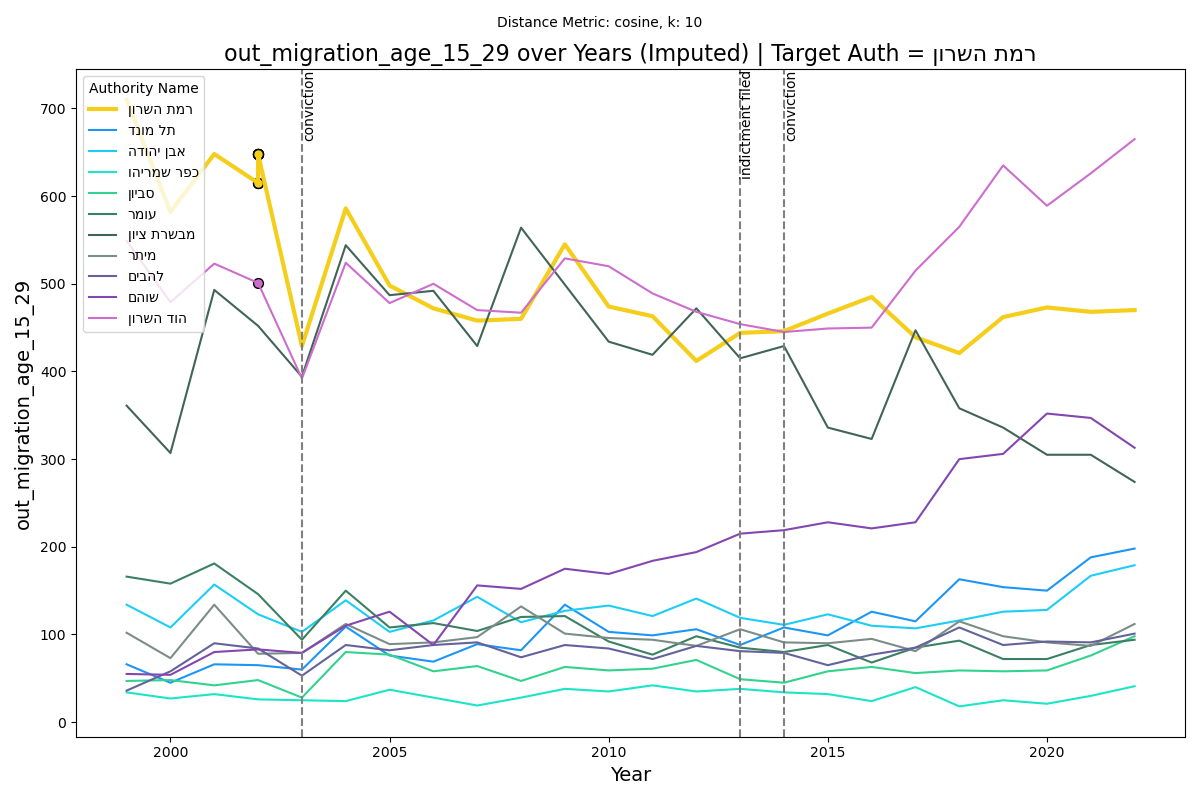 Distance Metric: cosine, k: 10
out_migration_age_15_29 over Years (Imputed) | Target Auth = ןורשה תמר
Authority Name
ןורשה תמר
דנומ לת
הדוהי ןבא
והירמש רפכ
ןויבס
רמוע
ןויצ תרשבמ
רתימ
םיבהל
םהוש
ןורשה דוה
conviction
indictment filed
conviction
out_migration_age_15_29
700
600
500
400
300
200
100
0
2000
2005
2010
2015
2020
Year